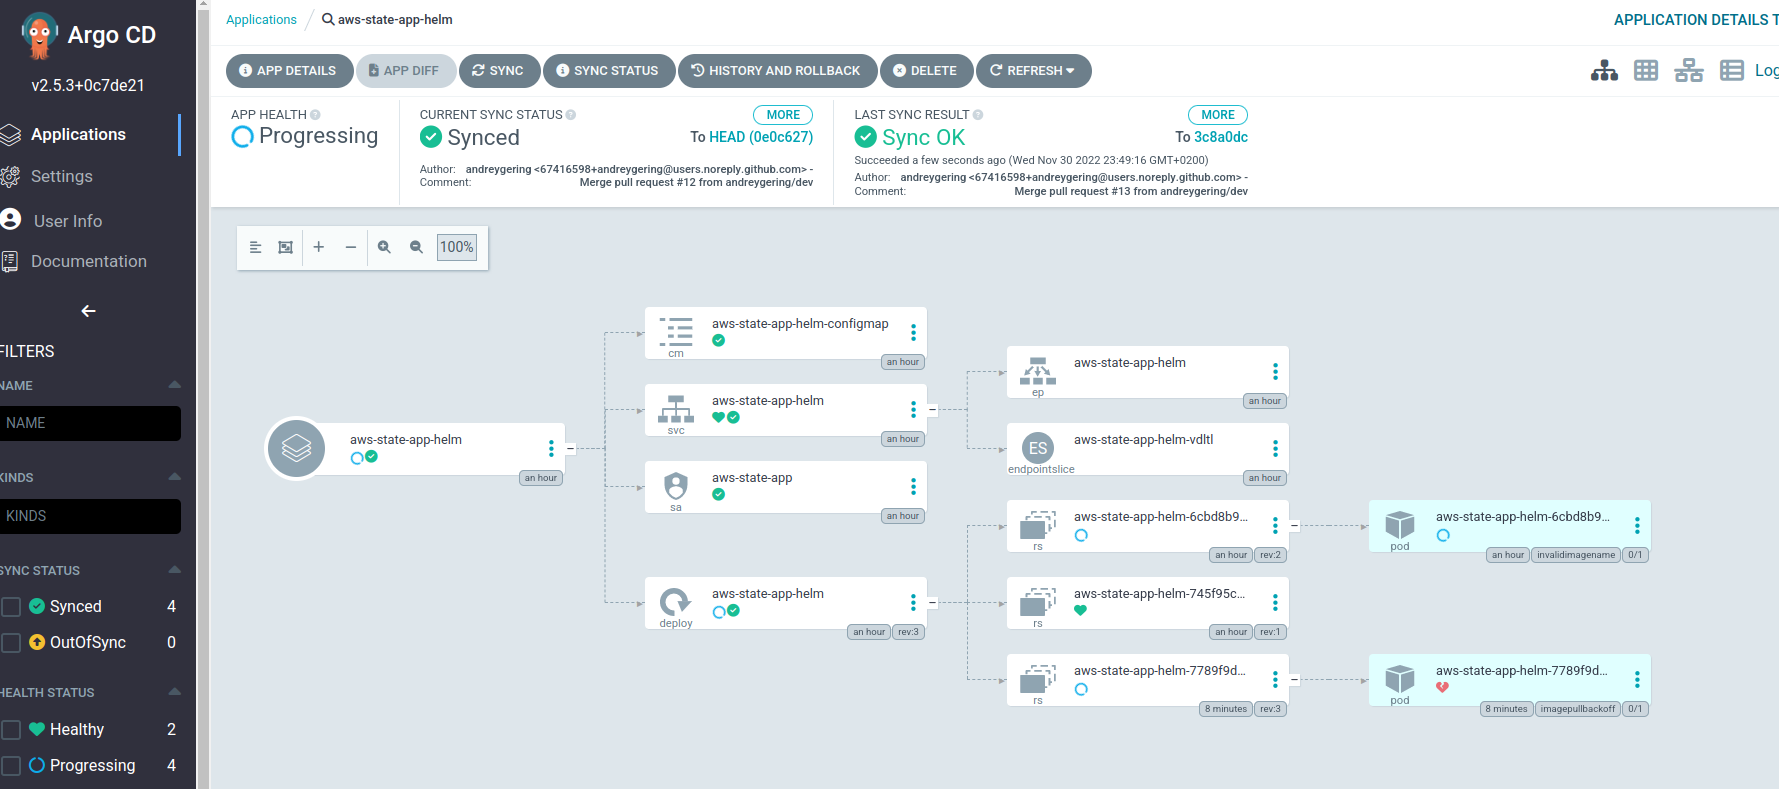 Argo CD
v2.5.3+0c7de21
Applications
Settings
User Info
Documentation
FILTERS
NAME
NAME
KINDS
KINDS
SYNC STATUS
Synced 4
OutOfSync 0
HEALTH STATUS
Healthy 2
Progressing 4
Applications / aws-state-app-helm
APPLICATION DETAILS T
APP DETAILS APP DIFF SYNC SYNC STATUS HISTORY AND ROLLBACK DELETE REFRESH
Log
APP HEALTH
Progressing
CURRENT SYNC STATUS MORE
Synced To HEAD (0e0c627)
Author: andreygering <67416598+andreygering@users.noreply.github.com> -
Comment: Merge pull request #12 from andreygering/dev
LAST SYNC RESULT MORE
Sync OK To 3c8a0dc
Succeeded a few seconds ago (Wed Nov 30 2022 23:49:16 GMT+0200)
Author: andreygering <67416598+andreygering@users.noreply.github.com> -
Comment: Merge pull request #13 from andreygering/dev
100%
aws-state-app-helm
an hour
aws-state-app-helm-configmap
cm
an hour
aws-state-app-helm
svc
an hour
aws-state-app
sa
an hour
aws-state-app-helm
deploy
an hour rev:3
aws-state-app-helm
ep
an hour
ES
aws-state-app-helm-vdltl
endpointslice
an hour
aws-state-app-helm-6cbd8b9...
rs
an hour rev:2
aws-state-app-helm-745f95c...
rs
an hour rev:1
aws-state-app-helm-7789f9d...
rs
8 minutes rev:3
aws-state-app-helm-6cbd8b9...
pod
an hour invalidimagename 0/1
aws-state-app-helm-7789f9d...
pod
8 minutes imagepullbackoff 0/1